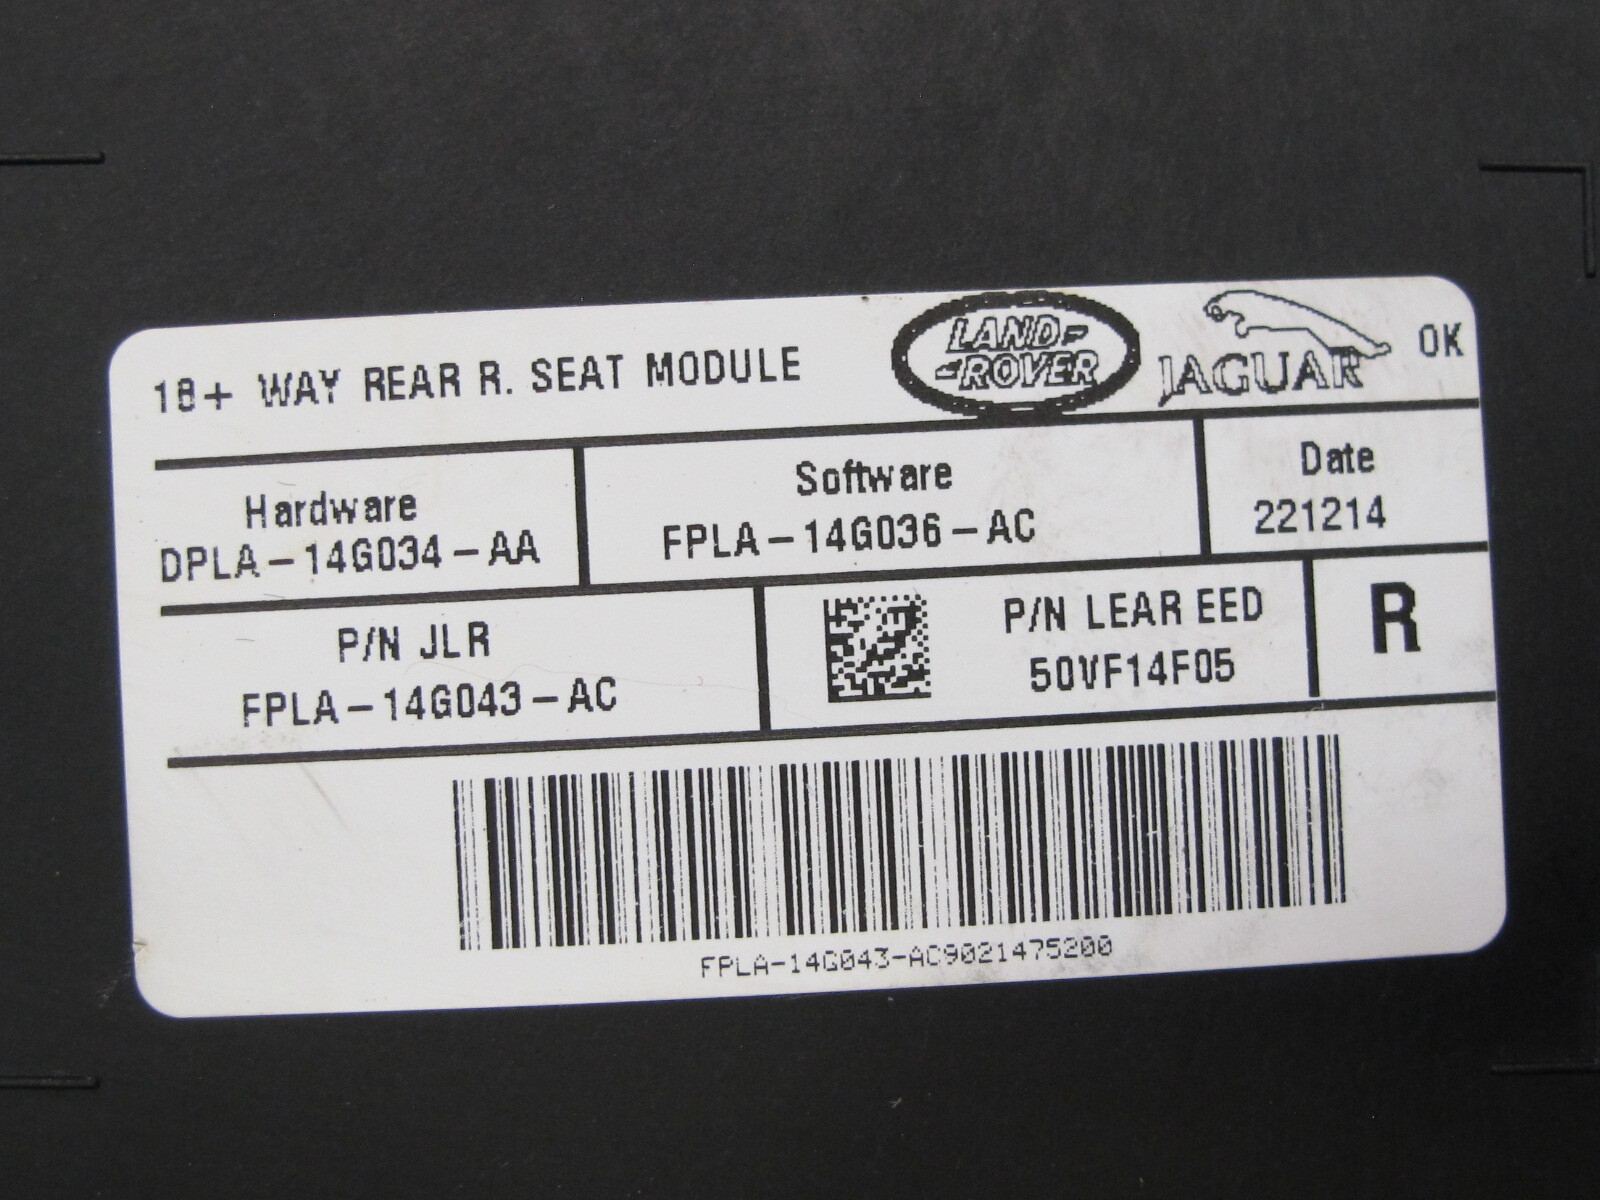 18+ WAY REAR R. SEAT MODULE
LAND-
-ROVER
JAGUAR
OK
Hardware
DPLA-14G034-AA
Software
FPLA-14G036-AC
Date
221214
P/N JLR
FPLA-14G043-AC
P/N LEAR EED
50VF14F05
R
FPLA-14G043-AC9021475200